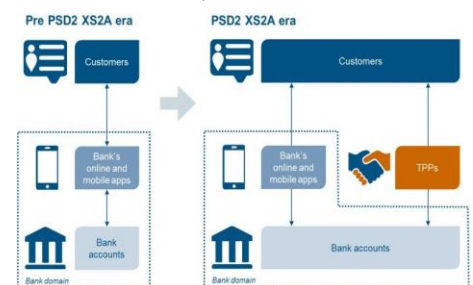 Pre PSD2 XS2A era
Customers
Bank's
online and
mobile apps
Bank
accounts
Bank domain
PSD2 XS2A era
Customers
Bank's
online and
mobile apps
TPPs
Bank accounts
Bank domain